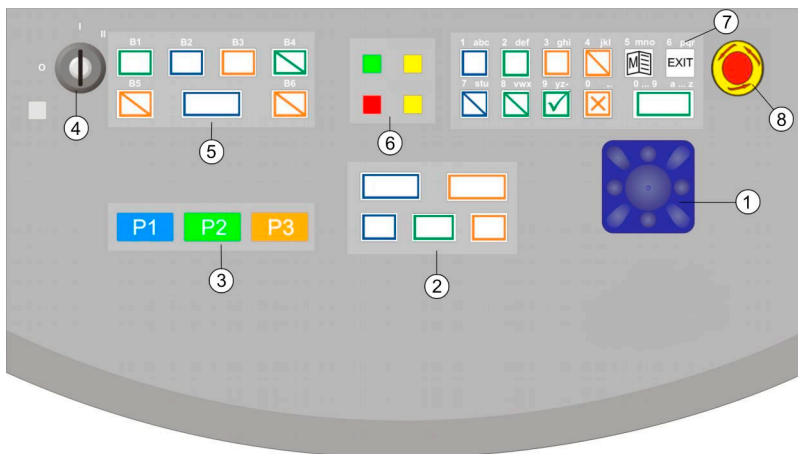 I
II
O
B1 B2 B3 B4
B5 B6
1 abc 2 def 3 ghi 4 jkl 5 mno 6 pqr
M EXIT
7 stu 8 vwx 9 yz- 0 _ 0 ... 9 a ... z
P1 P2 P3
1
2
3
4
5
6
7
8